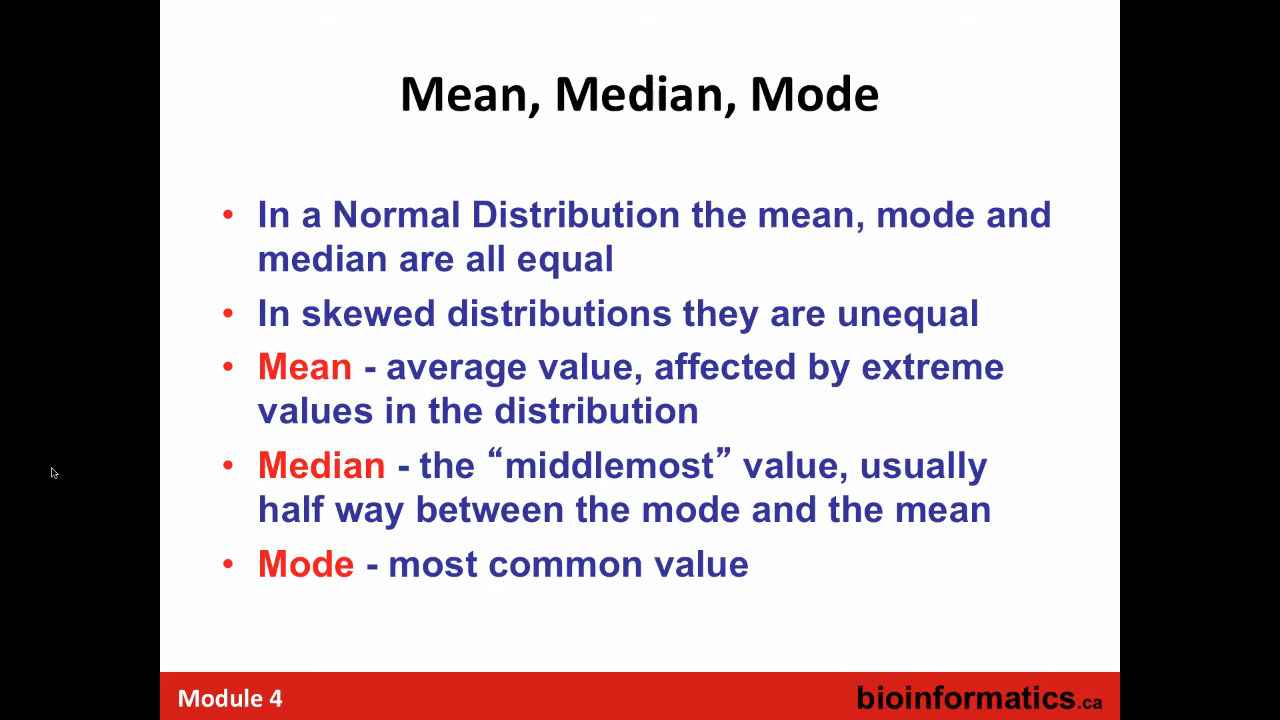 Mean, Median, Mode
• In a Normal Distribution the mean, mode and
median are all equal
• In skewed distributions they are unequal
• Mean - average value, affected by extreme
values in the distribution
• Median - the “middlemost” value, usually
half way between the mode and the mean
• Mode - most common value
Module 4
bioinformatics.ca